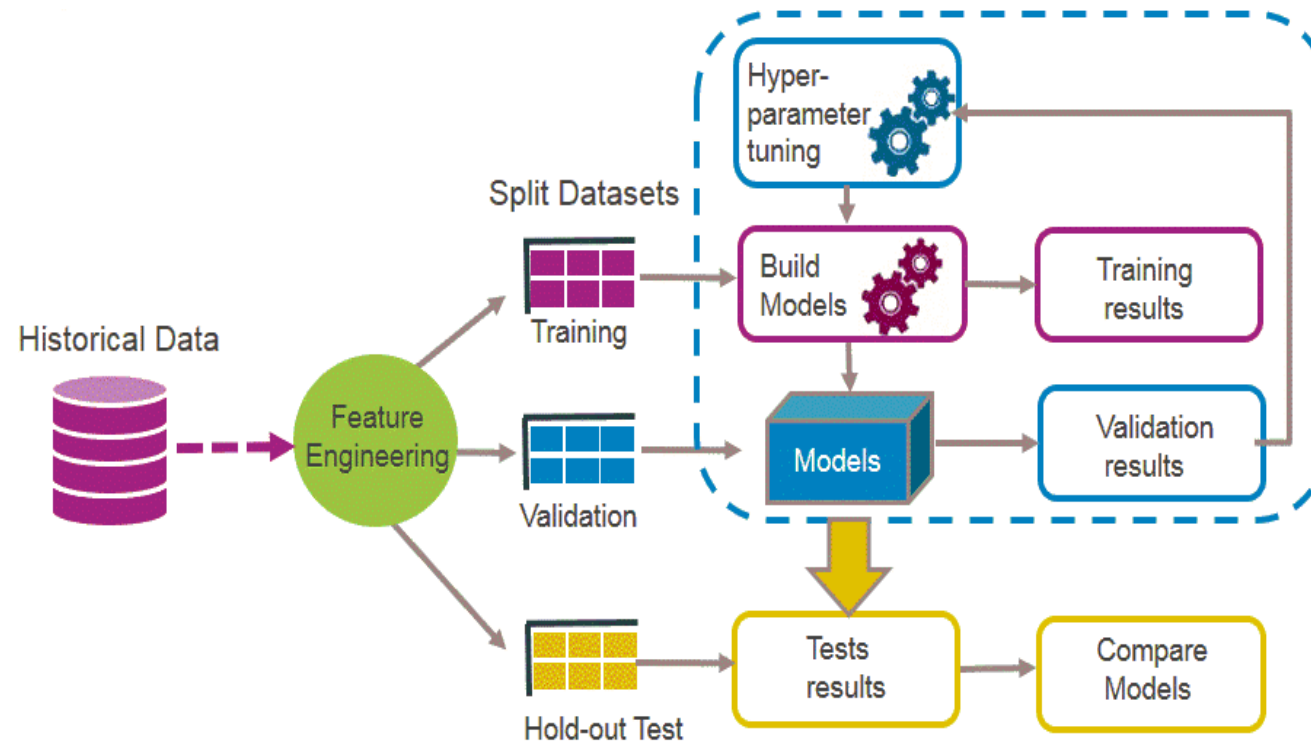 Hyper-
parameter
tuning
Split Datasets
Build
Models
Training
results
Training
Historical Data
Feature
Engineering
Models
Validation
results
Validation
Tests
results
Compare
Models
Hold-out Test